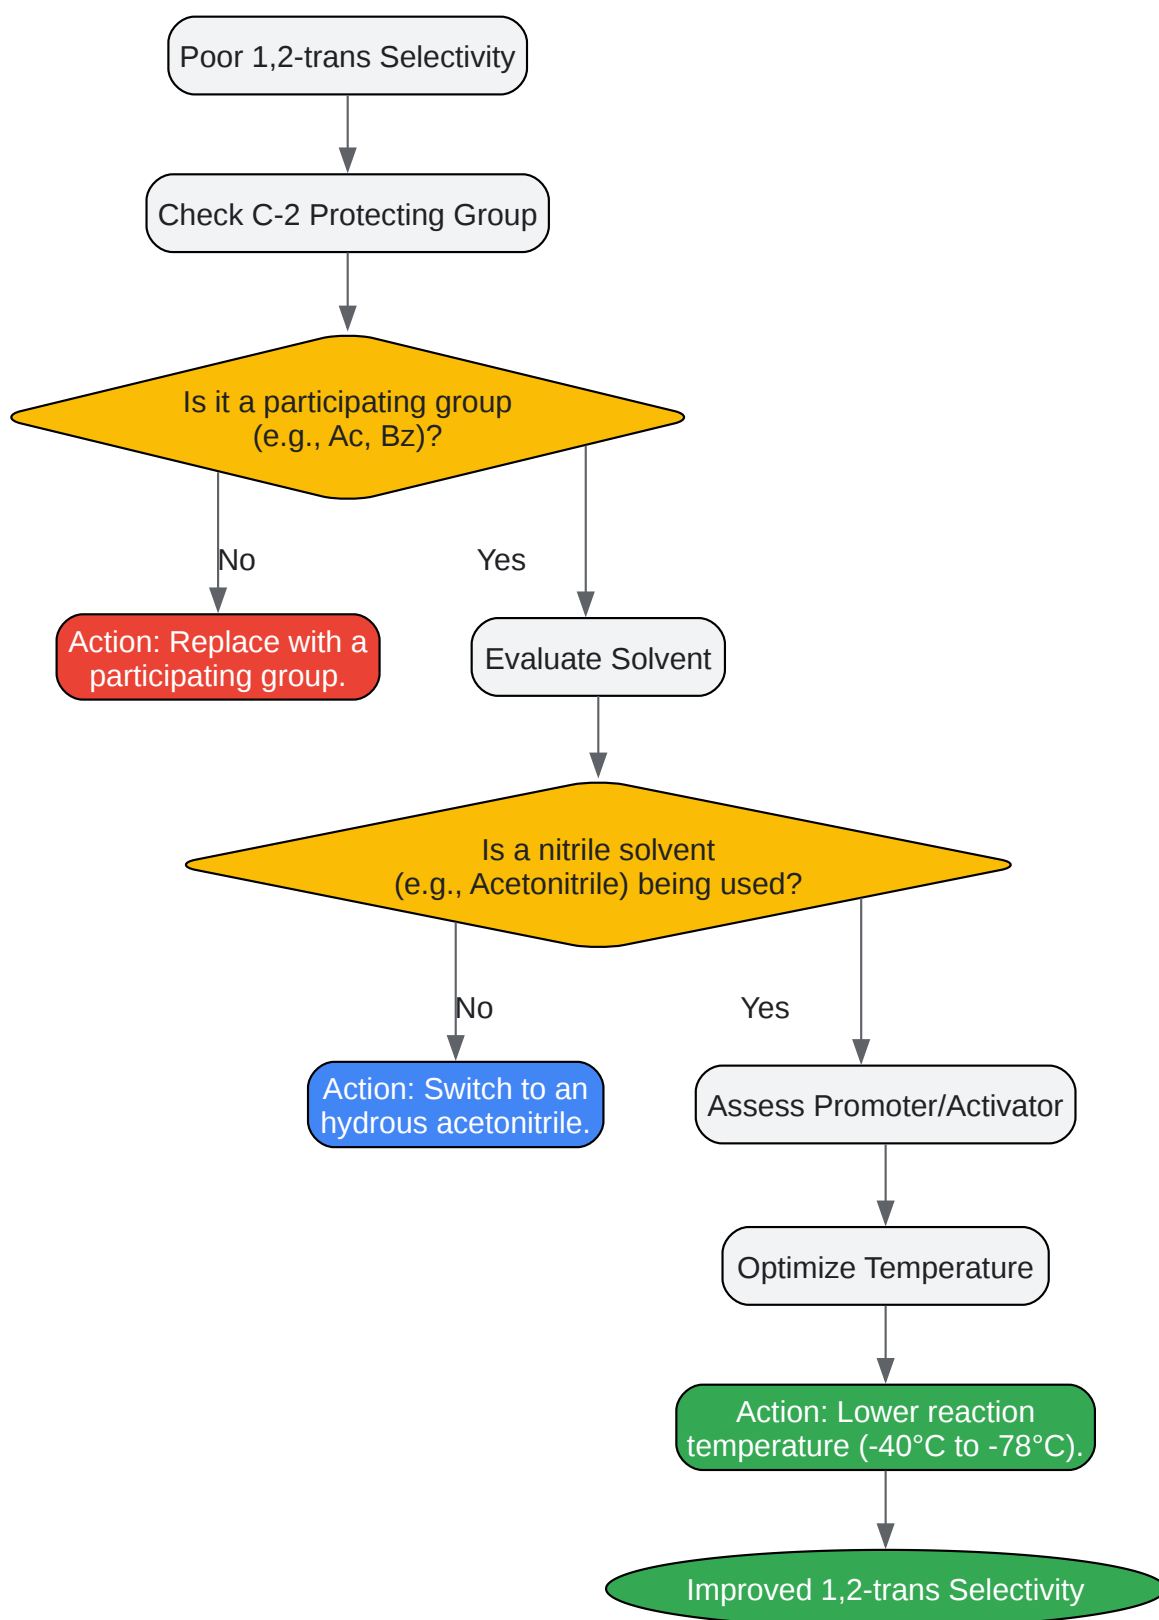 Poor 1,2-trans Selectivity
Check C-2 Protecting Group
Is it a participating group
(e.g., Ac, Bz)?
No
Yes
Action: Replace with a
participating group.
Evaluate Solvent
Is a nitrile solvent
(e.g., Acetonitrile) being used?
No
Yes
Action: Switch to an
hydrous acetonitrile.
Assess Promoter/Activator
Optimize Temperature
Action: Lower reaction
temperature (-40°C to -78°C).
Improved 1,2-trans Selectivity